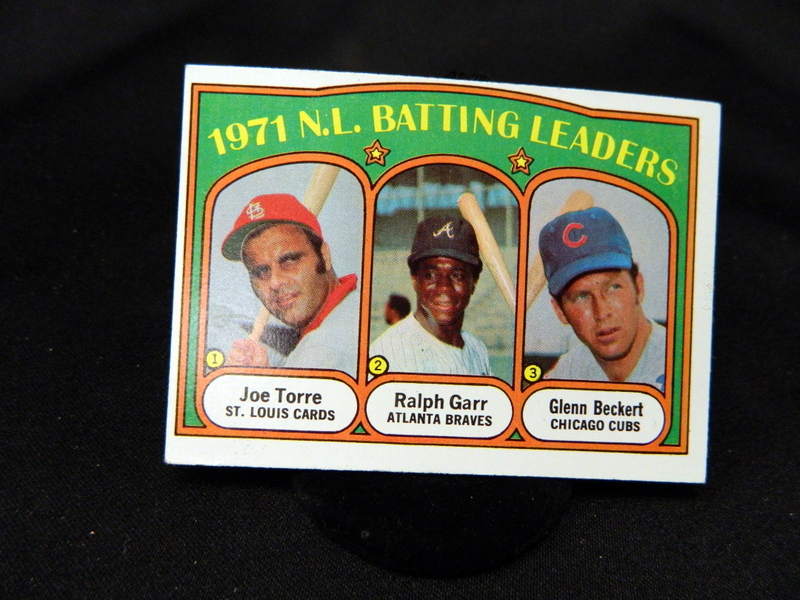 1971 N.L. BATTING LEADERS
StL
A
C
1
2
3
Joe Torre
ST. LOUIS CARDS
Ralph Garr
ATLANTA BRAVES
Glenn Beckert
CHICAGO CUBS